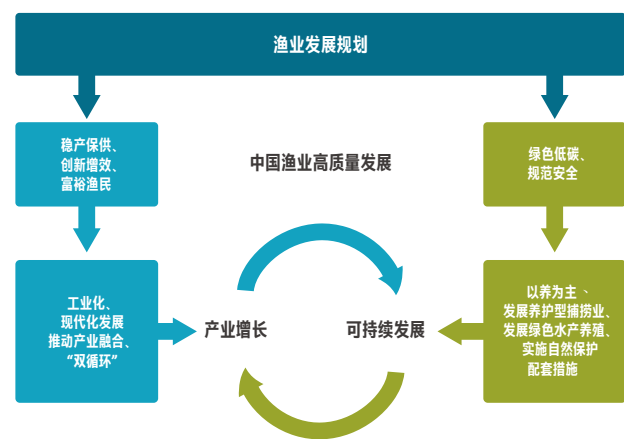 渔业发展规划
稳产保供、
创新增效、
富裕渔民
中国渔业高质量发展
绿色低碳、
规范安全
工业化、
现代化发展
推动产业融合、
“双循环”
产业增长
可持续发展
以养为主、
发展养护型捕捞业、
发展绿色水产养殖、
实施自然保护
配套措施